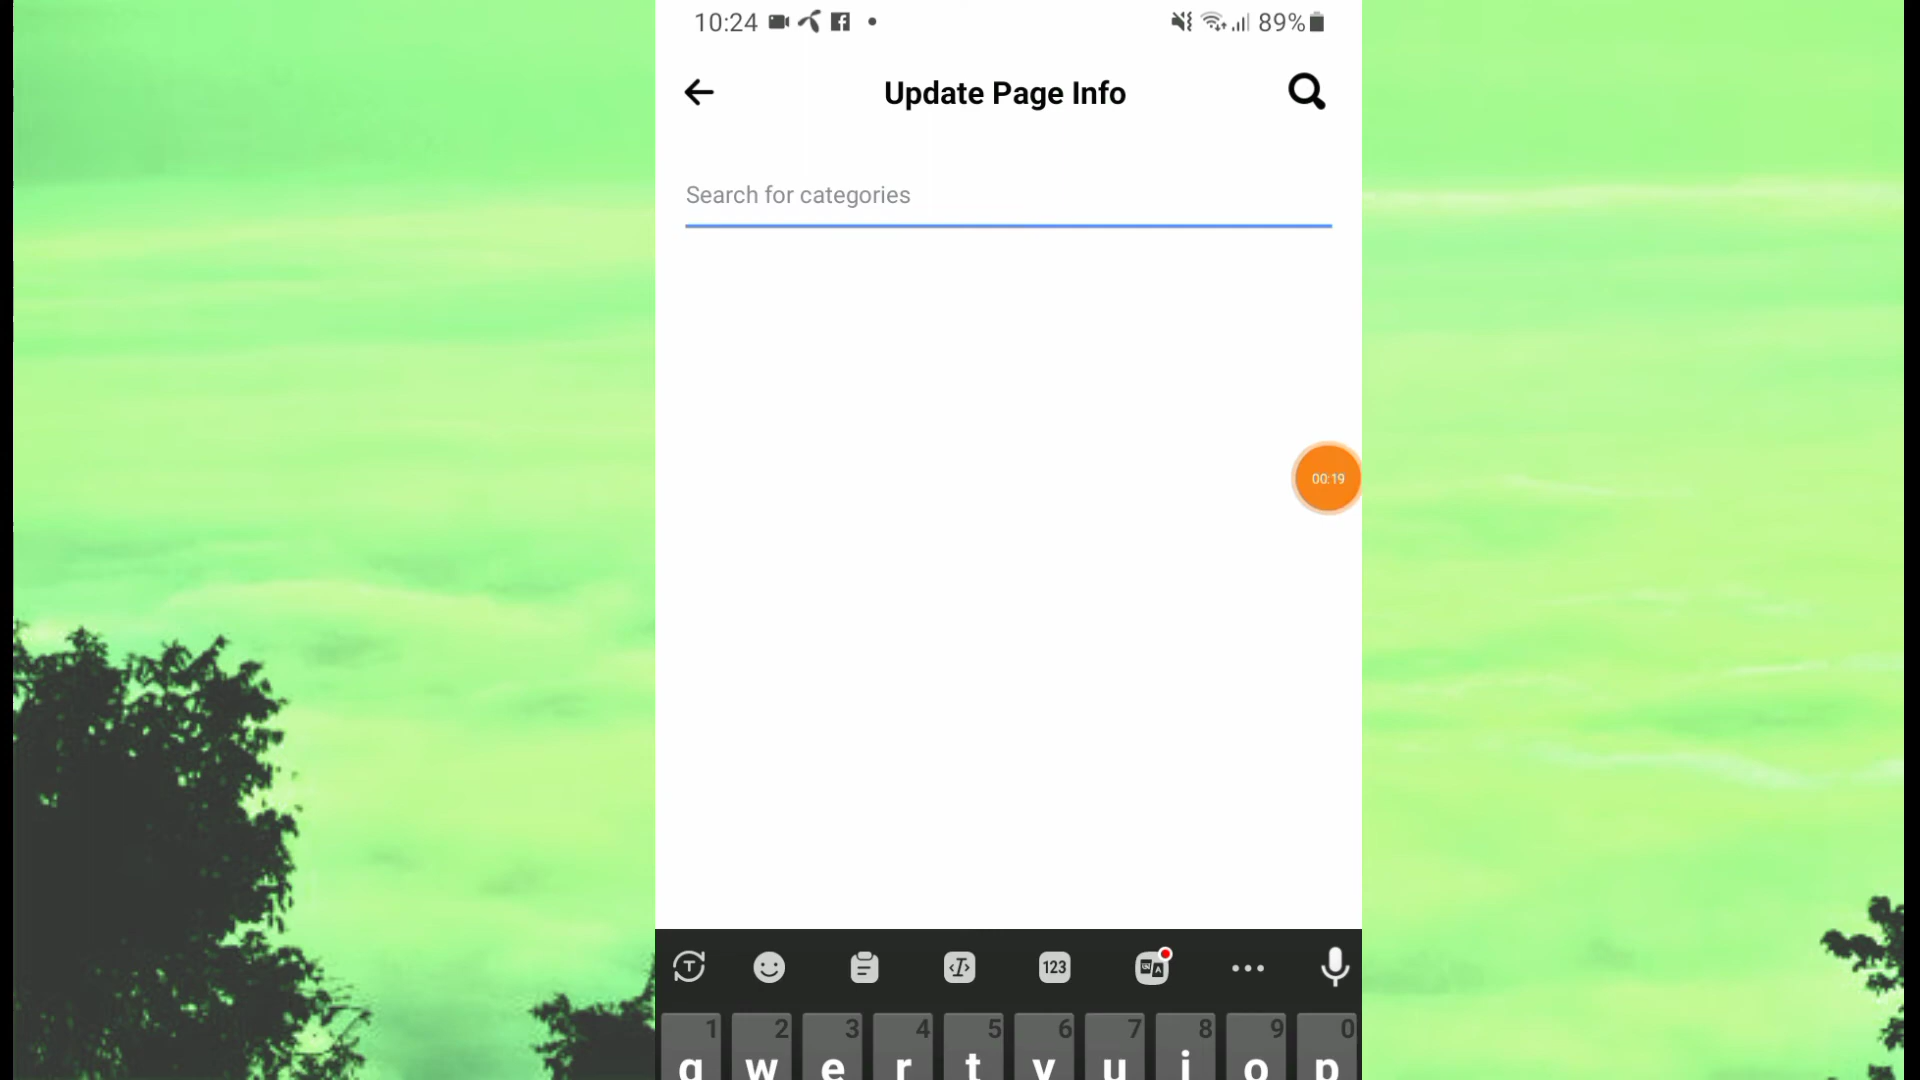 10:24 89%
Update Page Info
Search for categories
00:19
T 123 A
1 2 3 4 5 6 7 8 9 0
q w e r t y u i o p